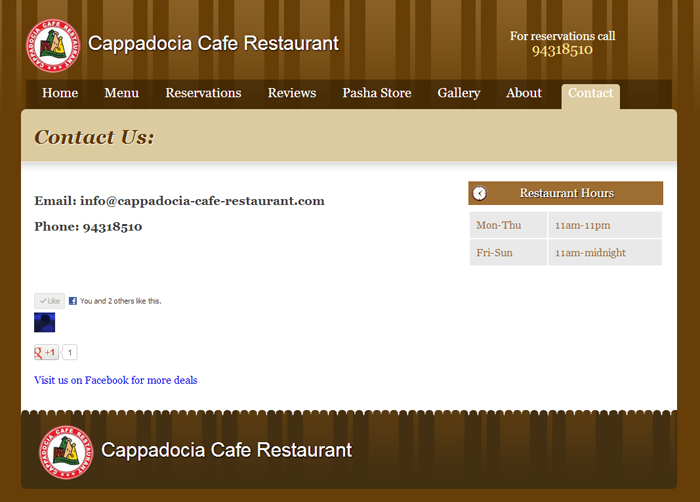 CAPPADOCIA CAFE RESTAURANT
Cappadocia Cafe Restaurant
For reservations call
94318510
Home Menu Reservations Reviews Pasha Store Gallery About Contact
Contact Us:
Email: info@cappadocia-cafe-restaurant.com
Phone: 94318510
Restaurant Hours
Mon-Thu 11am-11pm
Fri-Sun 11am-midnight
Like You and 2 others like this.
g +1 1
Visit us on Facebook for more deals
CAPPADOCIA CAFE RESTAURANT
Cappadocia Cafe Restaurant